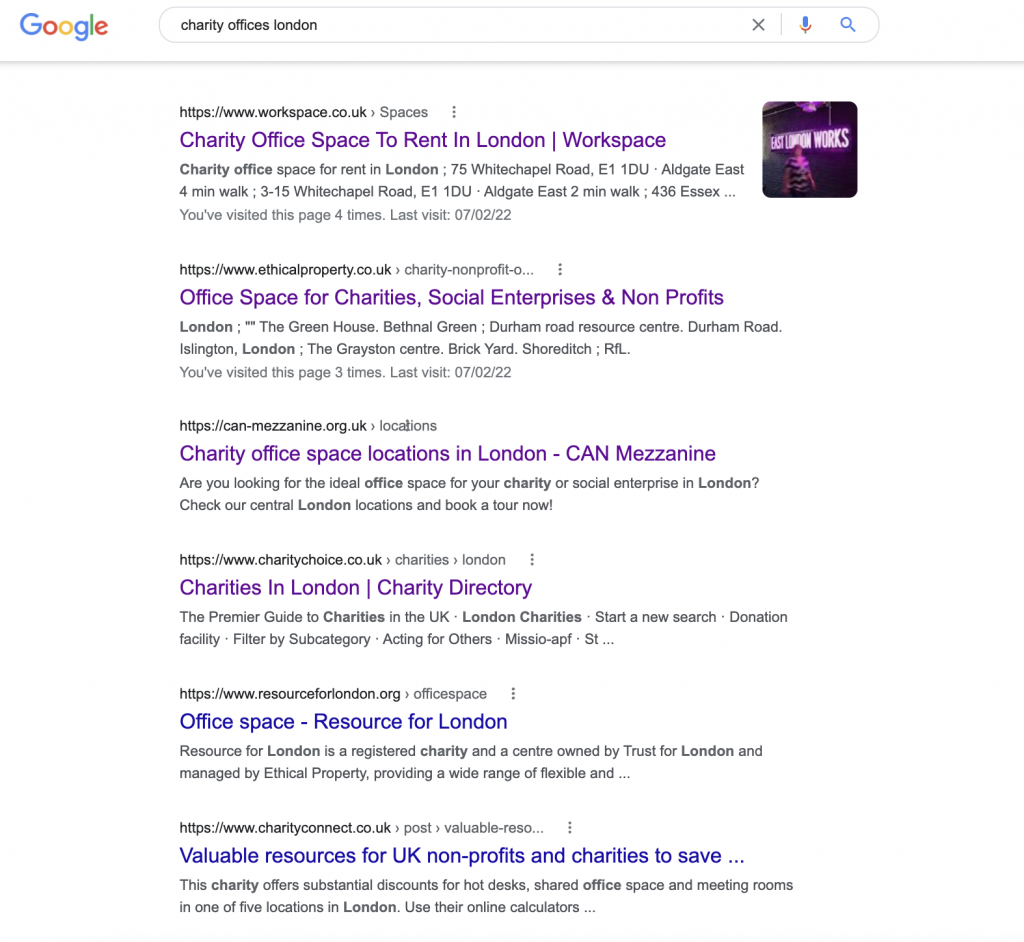 Google
charity offices london
https://www.workspace.co.uk › Spaces
Charity Office Space To Rent In London | Workspace
Charity office space for rent in London ; 75 Whitechapel Road, E1 1DU · Aldgate East
4 min walk ; 3-15 Whitechapel Road, E1 1DU · Aldgate East 2 min walk ; 436 Essex ...
You've visited this page 4 times. Last visit: 07/02/22
EAST LONDON WORKS
https://www.ethicalproperty.co.uk › charity-nonprofit-o...
Office Space for Charities, Social Enterprises & Non Profits
London ; "" The Green House. Bethnal Green ; Durham road resource centre. Durham Road.
Islington, London ; The Grayston centre. Brick Yard. Shoreditch ; RfL.
You've visited this page 3 times. Last visit: 07/02/22
https://can-mezzanine.org.uk › locations
Charity office space locations in London - CAN Mezzanine
Are you looking for the ideal office space for your charity or social enterprise in London?
Check our central London locations and book a tour now!
https://www.charitychoice.co.uk › charities › london
Charities In London | Charity Directory
The Premier Guide to Charities in the UK · London Charities · Start a new search · Donation
facility · Filter by Subcategory · Acting for Others · Missio-apf · St ...
https://www.resourceforlondon.org › officespace
Office space - Resource for London
Resource for London is a registered charity and a centre owned by Trust for London and
managed by Ethical Property, providing a wide range of flexible and ...
https://www.charityconnect.co.uk › post › valuable-reso...
Valuable resources for UK non-profits and charities to save ...
This charity offers substantial discounts for hot desks, shared office space and meeting rooms
in one of five locations in London. Use their online calculators ...